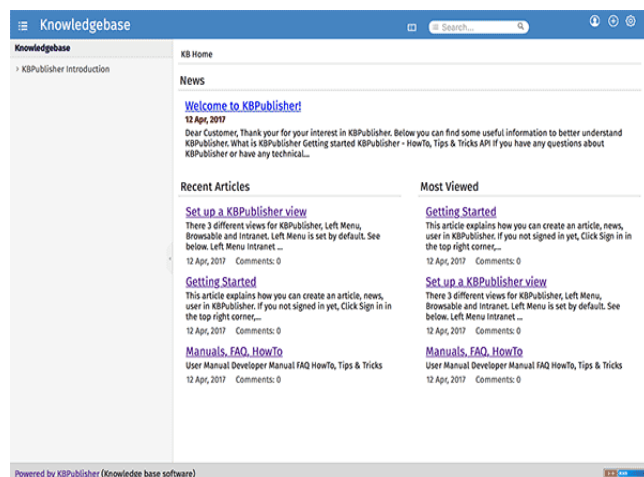 Knowledgebase
Search...
Knowledgebase
> KBPublisher Introduction
KB Home
News
Welcome to KBPublisher!
12 Apr, 2017
Dear Customer, Thank your for your interest in KBPublisher. Below you can find some useful information to better understand
KBPublisher. What is KBPublisher Getting started KBPublisher - HowTo, Tips & Tricks API If you have any questions about
KBPublisher or have any technical...
Recent Articles
Set up a KBPublisher view
There 3 different views for KBPublisher, Left Menu,
Browsable and Intranet. Left Menu is set by default. See
below. Left Menu Intranet ...
12 Apr, 2017 Comments: 0
Getting Started
This article explains how you can create an article, news,
user in KBPublisher. If you not signed in yet, Click Sign in in
the top right corner,...
12 Apr, 2017 Comments: 0
Manuals, FAQ, HowTo
User Manual Developer Manual FAQ HowTo, Tips & Tricks
12 Apr, 2017 Comments: 0
Most Viewed
Getting Started
This article explains how you can create an article, news,
user in KBPublisher. If you not signed in yet, Click Sign in in
the top right corner,...
12 Apr, 2017 Comments: 0
Set up a KBPublisher view
There 3 different views for KBPublisher, Left Menu,
Browsable and Intranet. Left Menu is set by default. See
below. Left Menu Intranet ...
12 Apr, 2017 Comments: 0
Manuals, FAQ, HowTo
User Manual Developer Manual FAQ HowTo, Tips & Tricks
12 Apr, 2017 Comments: 0
Powered by KBPublisher (Knowledge base software)